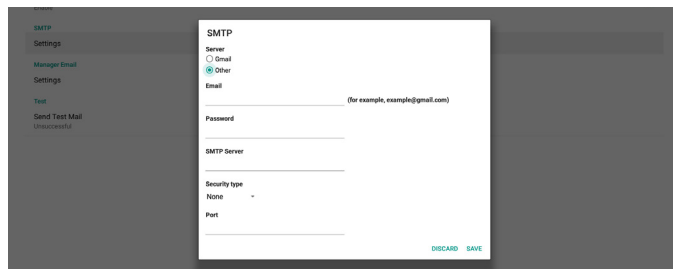 Enable
SMTP
Settings
Manager Email
Settings
Test
Send Test Mail
Unsuccessful
SMTP
Server
Gmail
Other
Email
(for example, example@gmail.com)
Password
SMTP Server
Security type
None
Port
DISCARD SAVE